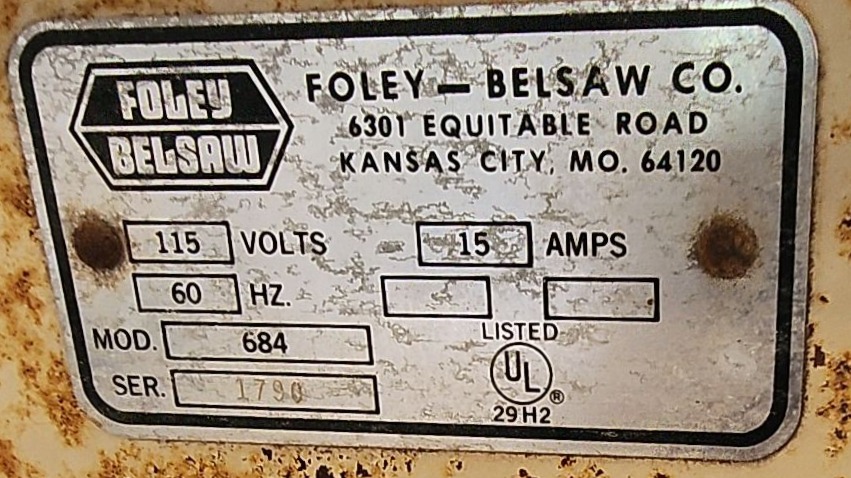 FOLEY
BELSAW
FOLEY — BELSAW CO.
6301 EQUITABLE ROAD
KANSAS CITY, MO. 64120
115 VOLTS 15 AMPS
60 HZ.
MOD. 684
SER. 1790
LISTED
UL ®
29H2